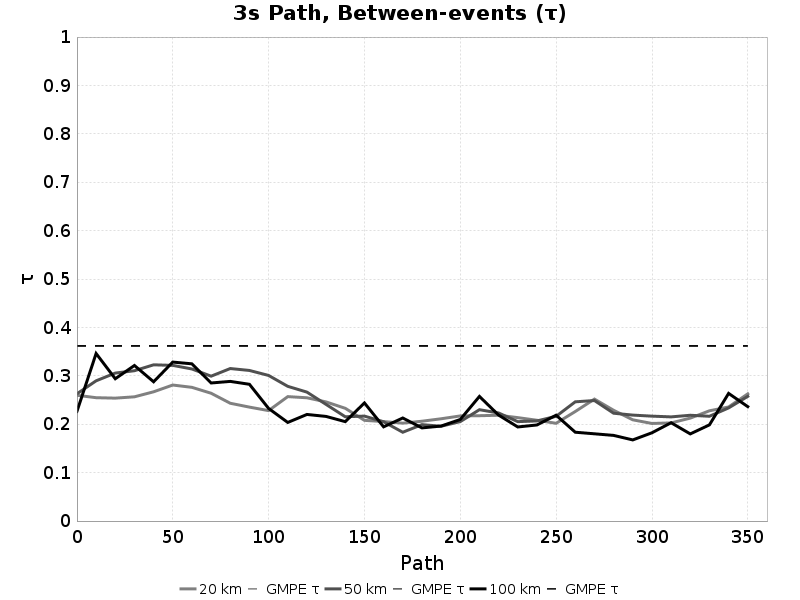 3s Path, Between-events (τ)
1
0.9
0.8
0.7
0.6
0.5
τ
0.4
0.3
0.2
0.1
0
0 50 100 150 200 250 300 350
Path
20 km GMPE τ 50 km GMPE τ 100 km GMPE τ